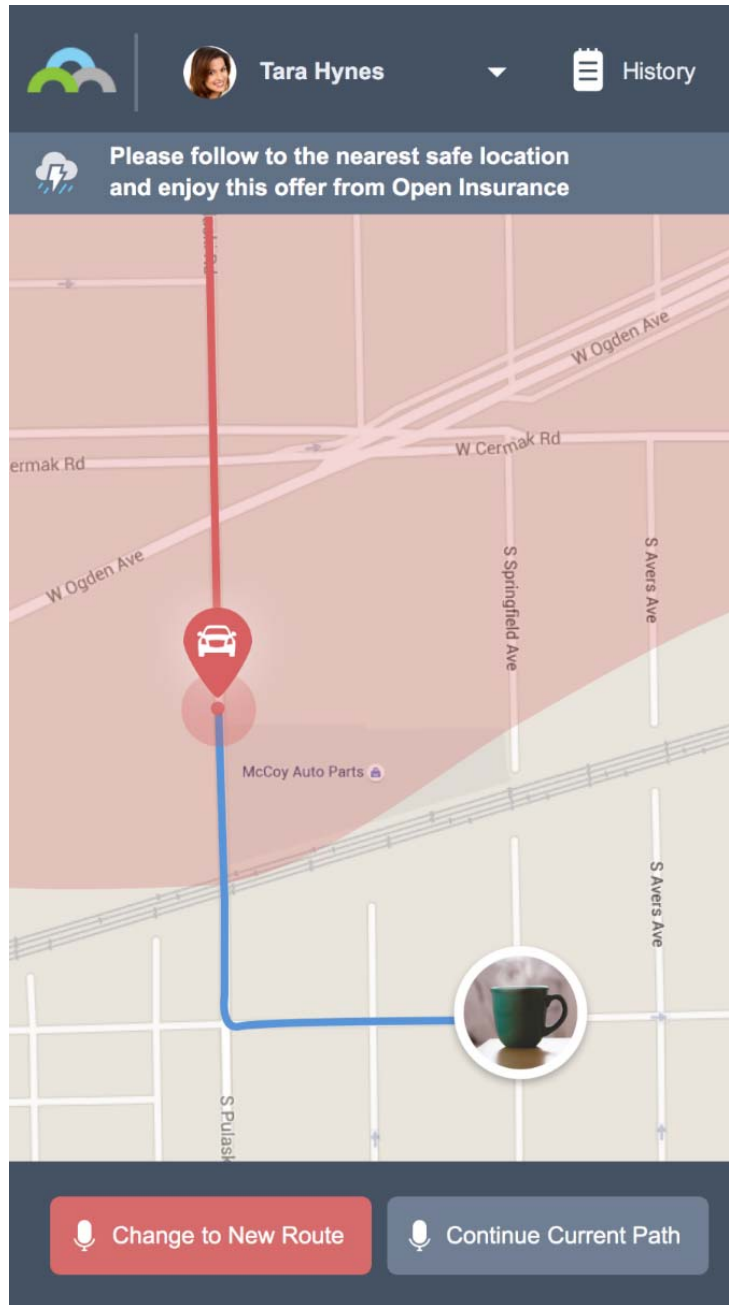 Tara Hynes
History
Please follow to the nearest safe location
and enjoy this offer from Open Insurance
W Ogden Ave
W Cermak Rd
ermak Rd
W Ogden Ave
S Springfield Ave
S Avers Ave
McCoy Auto Parts
S Avers Ave
S Pulask
Change to New Route
Continue Current Path